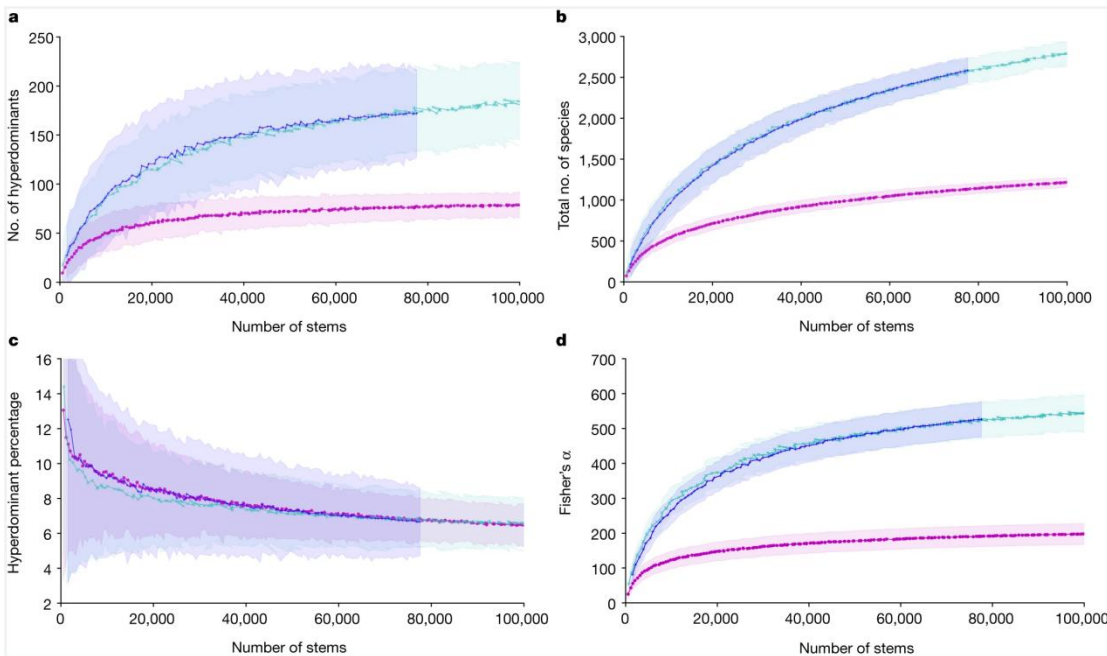 a
250
200
150
100
50
0
No. of hyperdominants
0 20,000 40,000 60,000 80,000 100,000
Number of stems
b
3,000
2,500
2,000
1,500
1,000
500
0
Total no. of species
0 20,000 40,000 60,000 80,000 100,000
Number of stems
c
16
14
12
10
8
6
4
2
Hyperdominant percentage
0 20,000 40,000 60,000 80,000 100,000
Number of stems
d
700
600
500
400
300
200
100
0
Fisher's α
0 20,000 40,000 60,000 80,000 100,000
Number of stems